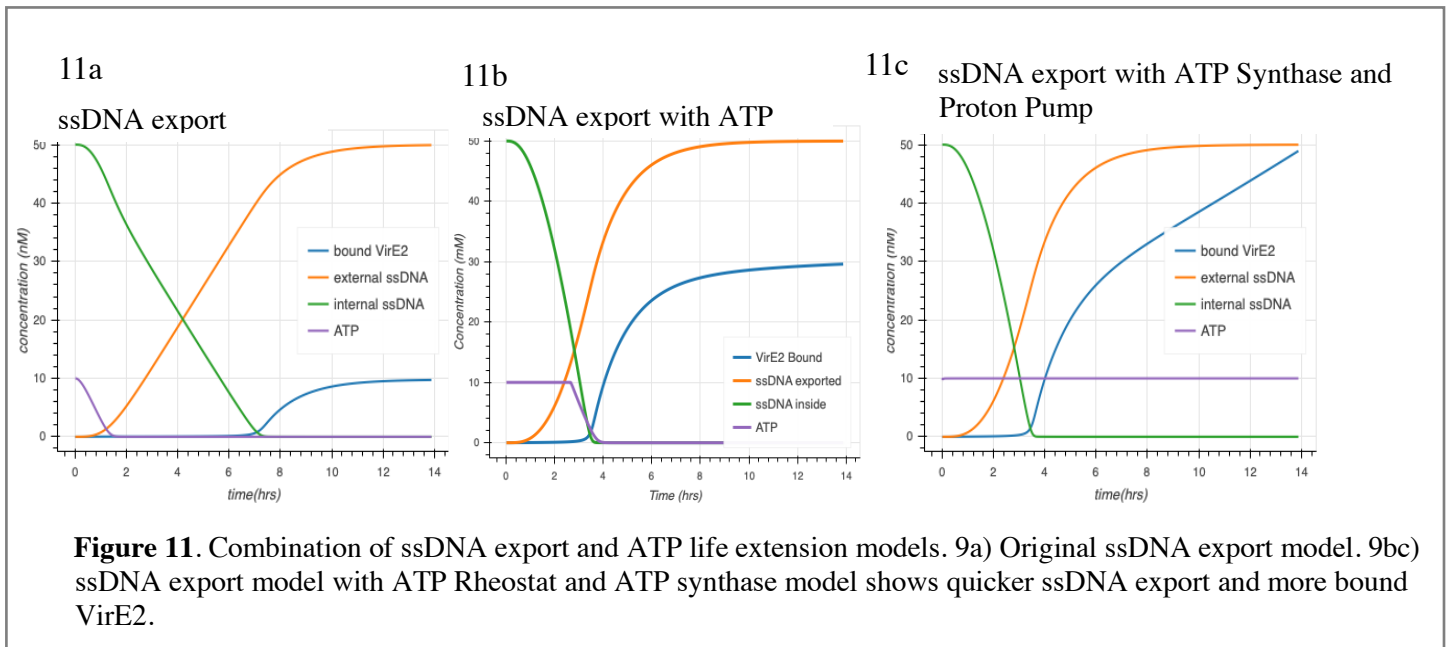 11a
ssDNA export
50
40
30
20
10
0
concentration (nM)
bound VirE2
external ssDNA
internal ssDNA
ATP
0 2 4 6 8 10 12 14
time(hrs)
11b
ssDNA export with ATP
50
40
30
20
10
0
Concentration (mM)
VirE2 Bound
ssDNA exported
ssDNA inside
ATP
0 2 4 6 8 10 12 14
Time (hrs)
11c
ssDNA export with ATP Synthase and
Proton Pump
50
40
30
20
10
0
concentration (nM)
bound VirE2
external ssDNA
internal ssDNA
ATP
0 2 4 6 8 10 12 14
time(hrs)
Figure 11. Combination of ssDNA export and ATP life extension models. 9a) Original ssDNA export model. 9bc)
ssDNA export model with ATP Rheostat and ATP synthase model shows quicker ssDNA export and more bound
VirE2.